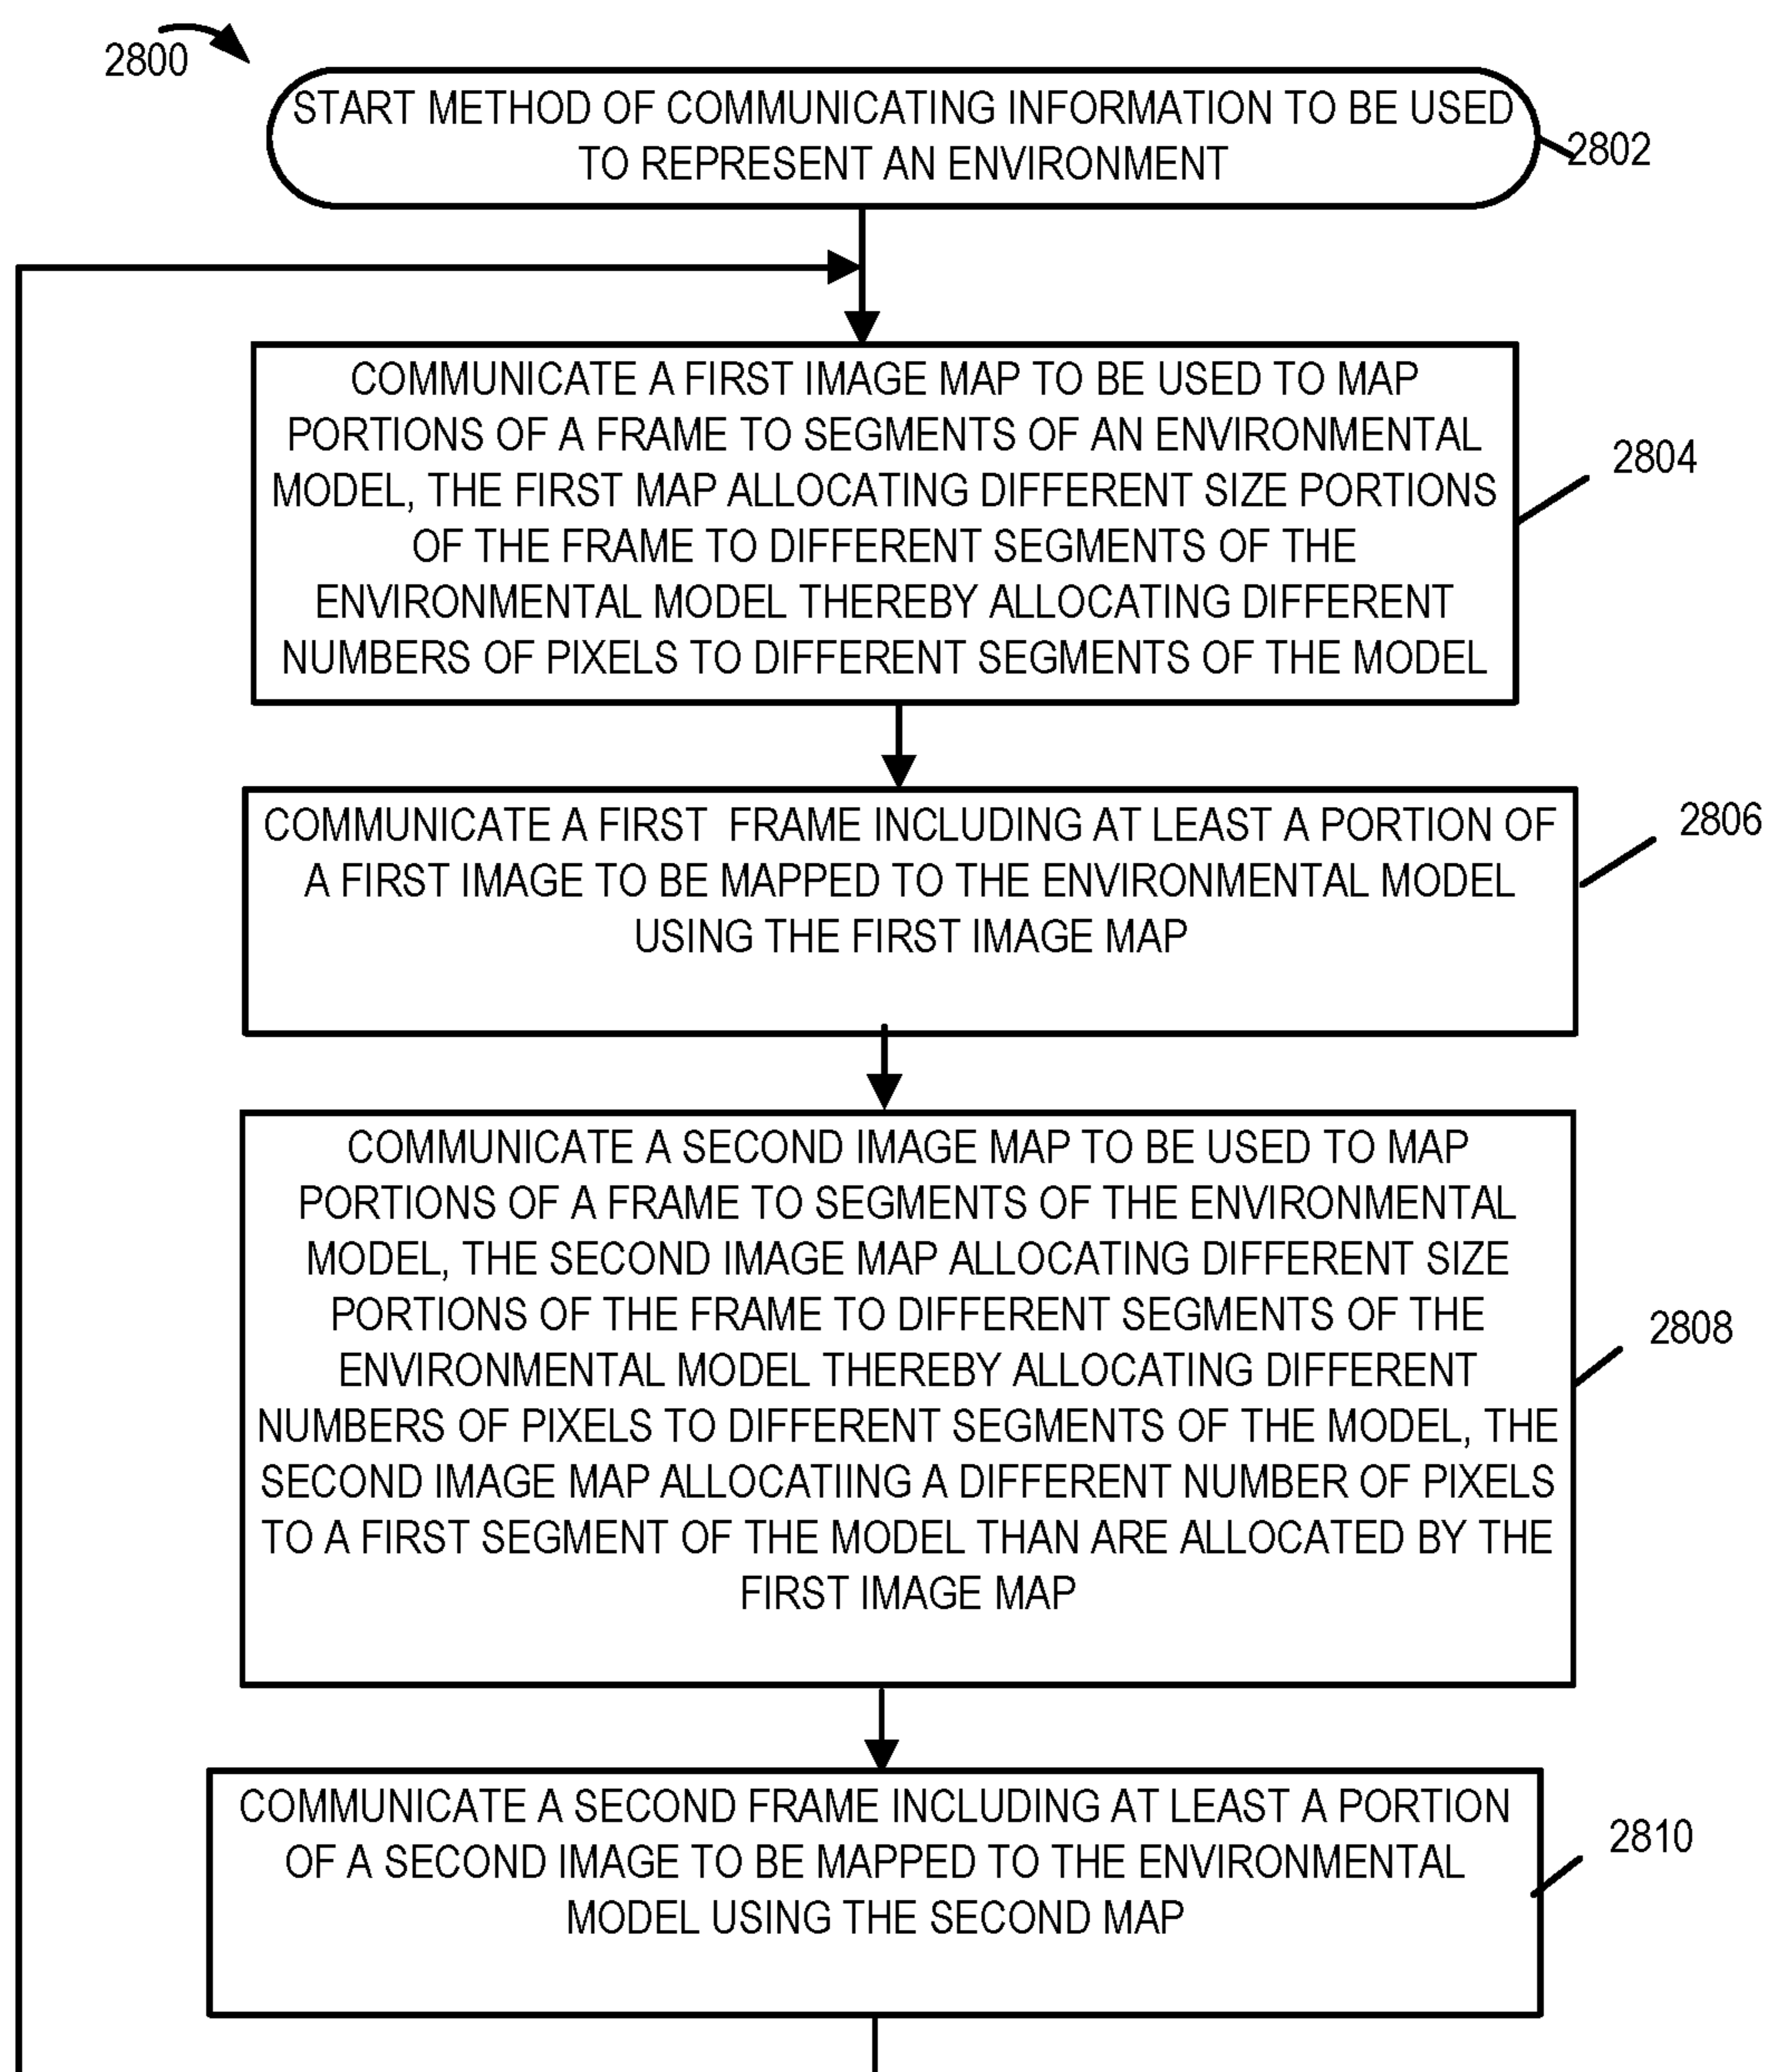 2800
START METHOD OF COMMUNICATING INFORMATION TO BE USED
TO REPRESENT AN ENVIRONMENT
2802
COMMUNICATE A FIRST IMAGE MAP TO BE USED TO MAP
PORTIONS OF A FRAME TO SEGMENTS OF AN ENVIRONMENTAL
MODEL, THE FIRST MAP ALLOCATING DIFFERENT SIZE PORTIONS
OF THE FRAME TO DIFFERENT SEGMENTS OF THE
ENVIRONMENTAL MODEL THEREBY ALLOCATING DIFFERENT
NUMBERS OF PIXELS TO DIFFERENT SEGMENTS OF THE MODEL
2804
COMMUNICATE A FIRST FRAME INCLUDING AT LEAST A PORTION OF
A FIRST IMAGE TO BE MAPPED TO THE ENVIRONMENTAL MODEL
USING THE FIRST IMAGE MAP
2806
COMMUNICATE A SECOND IMAGE MAP TO BE USED TO MAP
PORTIONS OF A FRAME TO SEGMENTS OF THE ENVIRONMENTAL
MODEL, THE SECOND IMAGE MAP ALLOCATING DIFFERENT SIZE
PORTIONS OF THE FRAME TO DIFFERENT SEGMENTS OF THE
ENVIRONMENTAL MODEL THEREBY ALLOCATING DIFFERENT
NUMBERS OF PIXELS TO DIFFERENT SEGMENTS OF THE MODEL, THE
SECOND IMAGE MAP ALLOCATIING A DIFFERENT NUMBER OF PIXELS
TO A FIRST SEGMENT OF THE MODEL THAN ARE ALLOCATED BY THE
FIRST IMAGE MAP
2808
COMMUNICATE A SECOND FRAME INCLUDING AT LEAST A PORTION
OF A SECOND IMAGE TO BE MAPPED TO THE ENVIRONMENTAL
MODEL USING THE SECOND MAP
2810